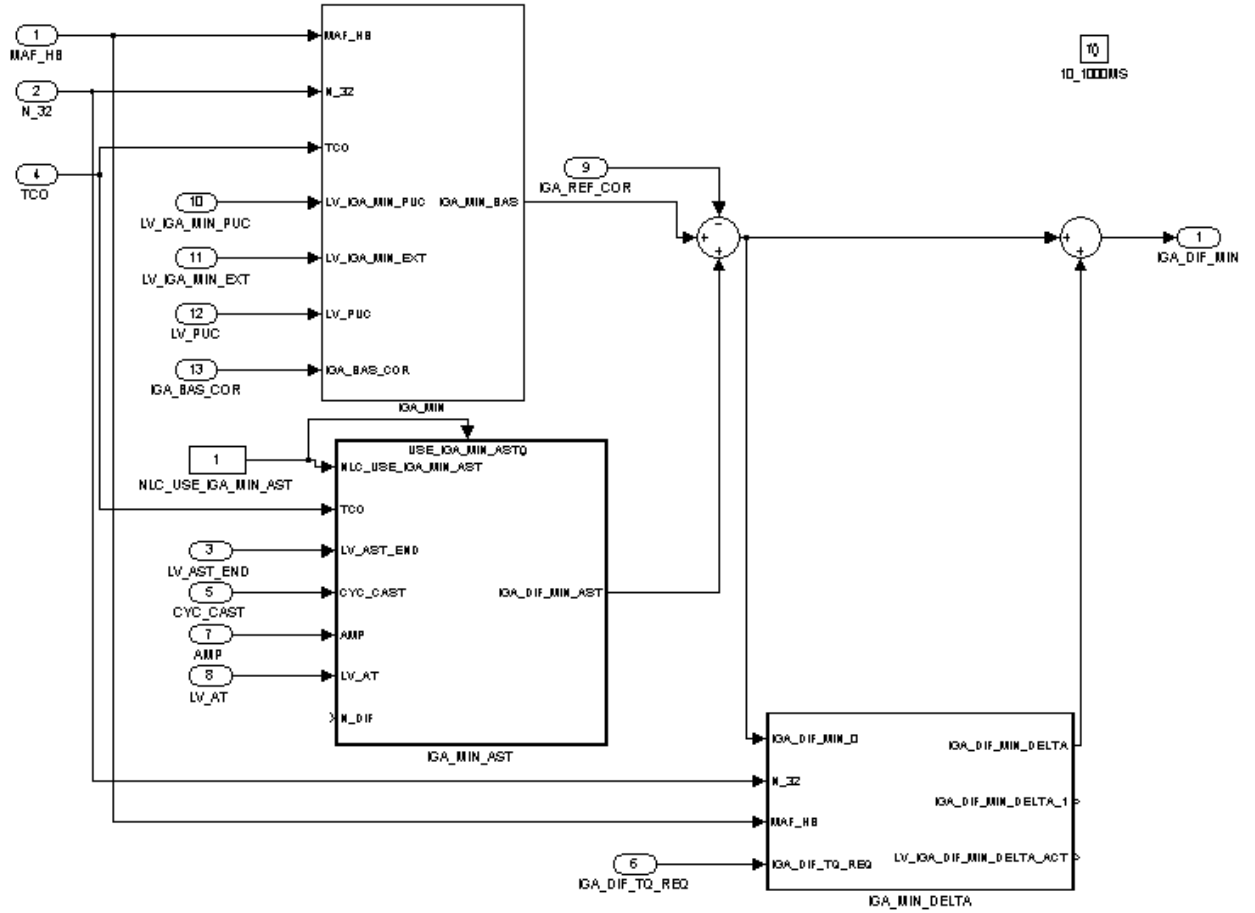 1
MAF_HB
2
N_32
4
TCO
10
LV_IGA_MIN_PUC
11
LV_IGA_MIN_EXT
12
LV_PUC
13
IGA_BAS_COR
MAF_HB
N_32
TCO
LV_IGA_MIN_PUC
IGA_MIN_BAS
LV_IGA_MIN_EXT
LV_PUC
IGA_BAS_COR
IGA_MIN
9
IGA_REF_COR
10_1000MS
1
IGA_DIF_MIN
1
NLC_USE_IGA_MIN_AST
USE_IGA_MIN_AST()
NLC_USE_IGA_MIN_AST
TCO
3
LV_AST_END
5
CYC_CAST
7
AMP
8
LV_AT
LV_AST_END
CYC_CAST
IGA_DIF_MIN_AST
AMP
LV_AT
N_DIF
IGA_MIN_AST
IGA_DIF_MIN_0
IGA_DIF_MIN_DELTA
N_32
IGA_DIF_MIN_DELTA_1
MAF_HB
LV_IGA_DIF_MIN_DELTA_ACT
IGA_DIF_TQ_REQ
6
IGA_DIF_TQ_REQ
IGA_MIN_DELTA